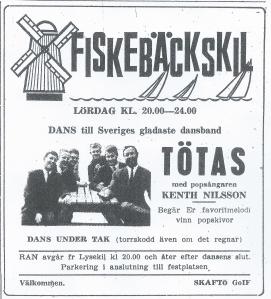 FISKEBÄCKSKIL
LÖRDAG KL. 20.00—24.00
DANS till Sveriges gladaste dansband
TÖTAS
med popsångaren
KENTH NILSSON
Begär Er favoritmelodi
vinn popskivor
DANS UNDER TAK (torrskodd även om det regnar)
RAN avgår fr Lysekil kl 20.00 och åter efter dansens slut.
Parkering i anslutning till festplatsen
Välkommen. SKAFTÖ GoIF